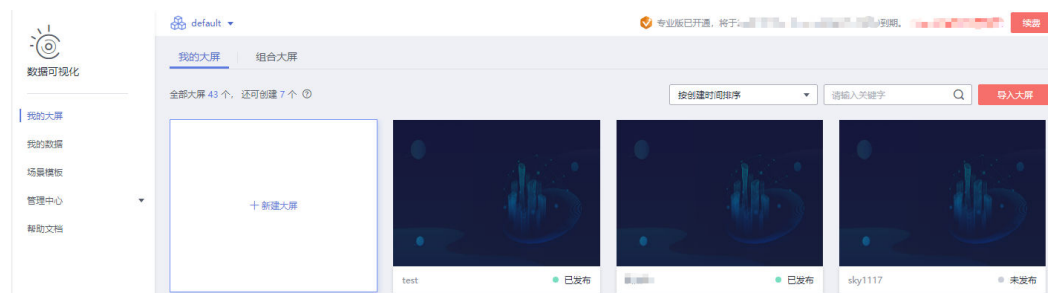 数据可视化
我的大屏
我的数据
场景模板
管理中心
帮助文档
default
专业版已开通，将于
到期。
续费
我的大屏
组合大屏
全部大屏 43 个，还可创建 7 个
按创建时间排序
请输入关键字
导入大屏
＋新建大屏
test
已发布
已发布
sky1117
未发布